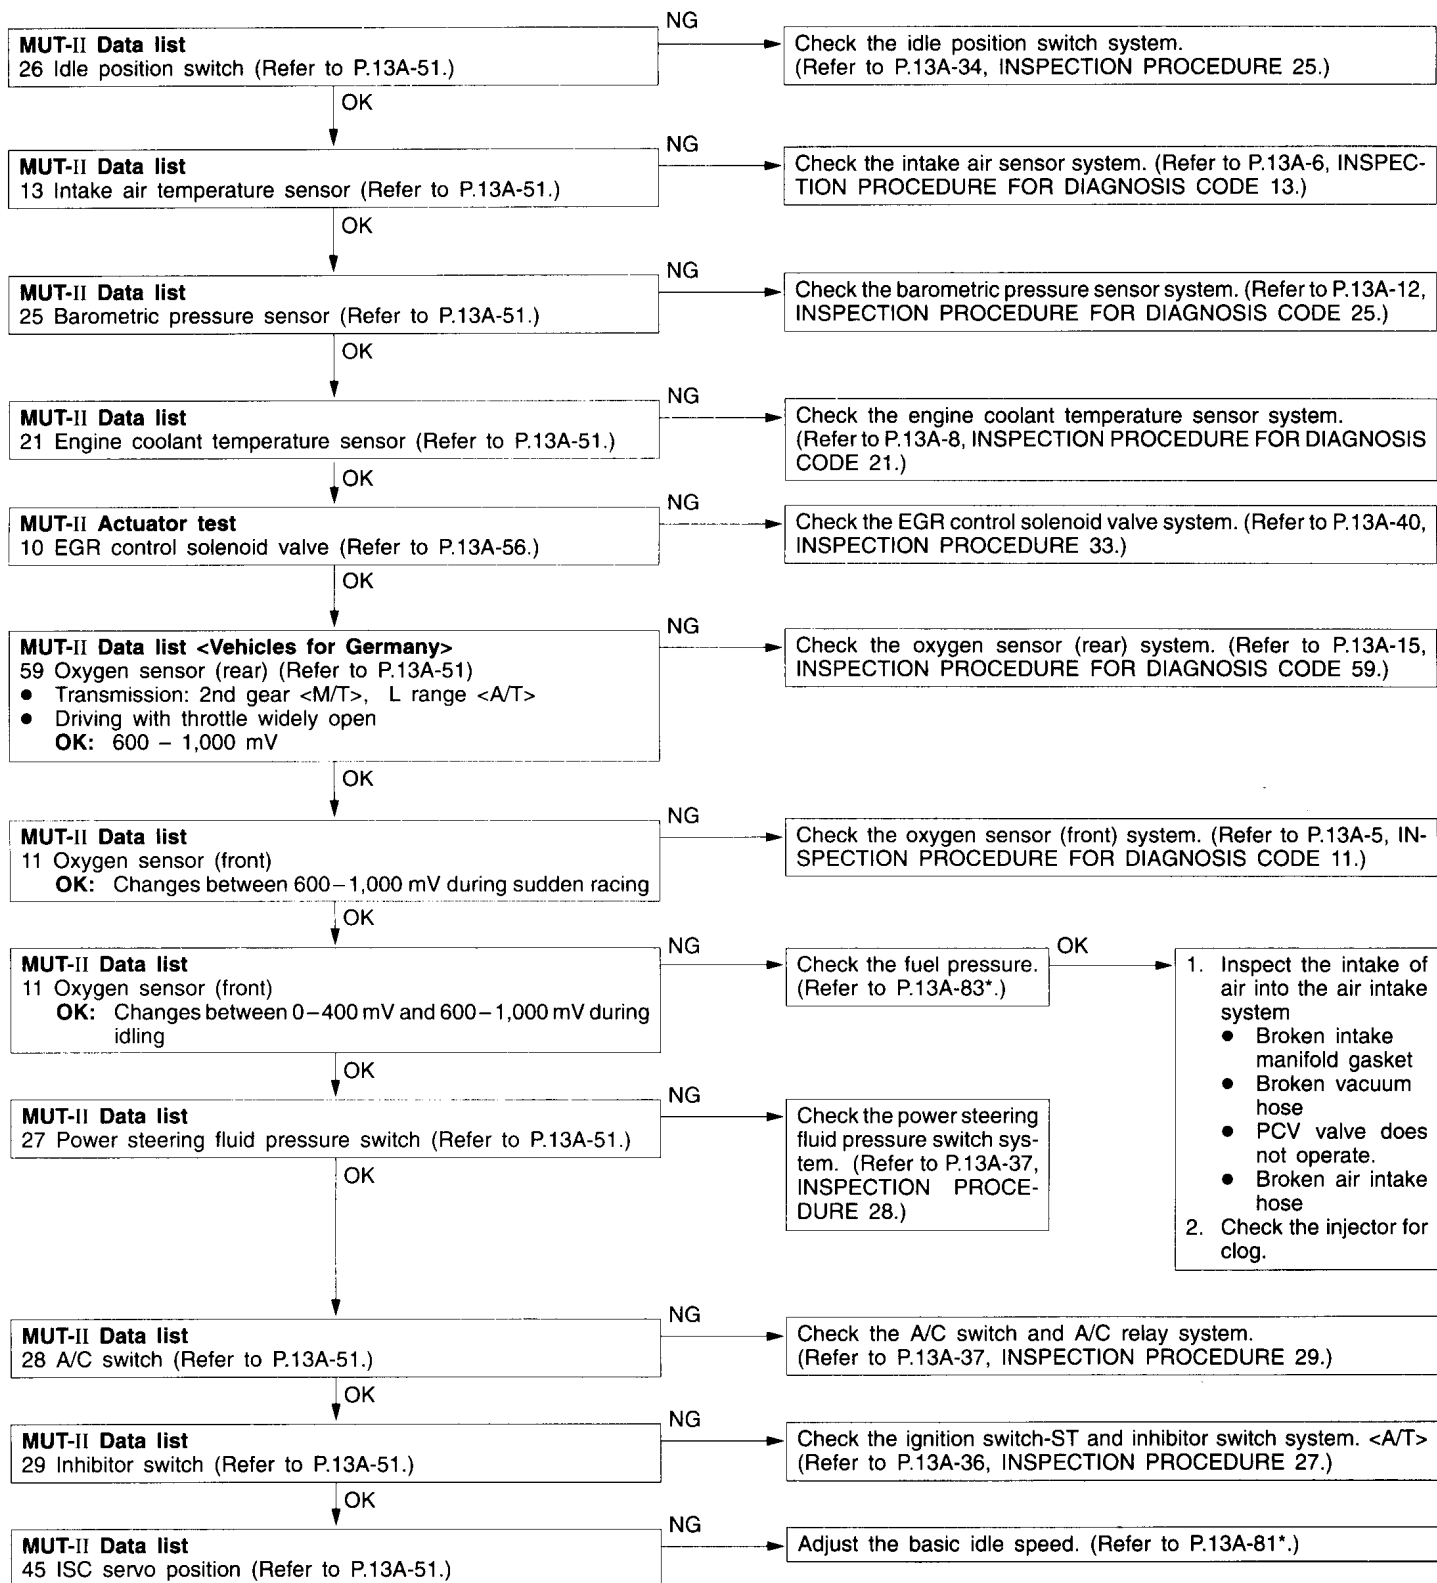 NG
MUT-II Data list
26 Idle position switch (Refer to P.13A-51.)
Check the idle position switch system.
(Refer to P.13A-34, INSPECTION PROCEDURE 25.)
OK
NG
MUT-II Data list
13 Intake air temperature sensor (Refer to P.13A-51.)
Check the intake air sensor system. (Refer to P.13A-6, INSPEC-
TION PROCEDURE FOR DIAGNOSIS CODE 13.)
OK
NG
MUT-II Data list
25 Barometric pressure sensor (Refer to P.13A-51.)
Check the barometric pressure sensor system. (Refer to P.13A-12,
INSPECTION PROCEDURE FOR DIAGNOSIS CODE 25.)
OK
NG
MUT-II Data list
21 Engine coolant temperature sensor (Refer to P.13A-51.)
Check the engine coolant temperature sensor system.
(Refer to P.13A-8, INSPECTION PROCEDURE FOR DIAGNOSIS
CODE 21.)
OK
NG
MUT-II Actuator test
10 EGR control solenoid valve (Refer to P.13A-56.)
Check the EGR control solenoid valve system. (Refer to P.13A-40,
INSPECTION PROCEDURE 33.)
OK
NG
MUT-II Data list <Vehicles for Germany>
59 Oxygen sensor (rear) (Refer to P.13A-51)
● Transmission: 2nd gear <M/T>, L range <A/T>
● Driving with throttle widely open
OK: 600 – 1,000 mV
Check the oxygen sensor (rear) system. (Refer to P.13A-15,
INSPECTION PROCEDURE FOR DIAGNOSIS CODE 59.)
OK
NG
MUT-II Data list
11 Oxygen sensor (front)
OK: Changes between 600–1,000 mV during sudden racing
Check the oxygen sensor (front) system. (Refer to P.13A-5, IN-
SPECTION PROCEDURE FOR DIAGNOSIS CODE 11.)
OK
NG
MUT-II Data list
11 Oxygen sensor (front)
OK: Changes between 0–400 mV and 600–1,000 mV during
idling
Check the fuel pressure.
(Refer to P.13A-83*.)
OK
1. Inspect the intake of
air into the air intake
system
● Broken intake
manifold gasket
● Broken vacuum
hose
● PCV valve does
not operate.
● Broken air intake
hose
2. Check the injector for
clog.
OK
NG
MUT-II Data list
27 Power steering fluid pressure switch (Refer to P.13A-51.)
Check the power steering
fluid pressure switch sys-
tem. (Refer to P.13A-37,
INSPECTION PROCE-
DURE 28.)
OK
NG
MUT-II Data list
28 A/C switch (Refer to P.13A-51.)
Check the A/C switch and A/C relay system.
(Refer to P.13A-37, INSPECTION PROCEDURE 29.)
OK
NG
MUT-II Data list
29 Inhibitor switch (Refer to P.13A-51.)
Check the ignition switch-ST and inhibitor switch system. <A/T>
(Refer to P.13A-36, INSPECTION PROCEDURE 27.)
OK
NG
MUT-II Data list
45 ISC servo position (Refer to P.13A-51.)
Adjust the basic idle speed. (Refer to P.13A-81*.)